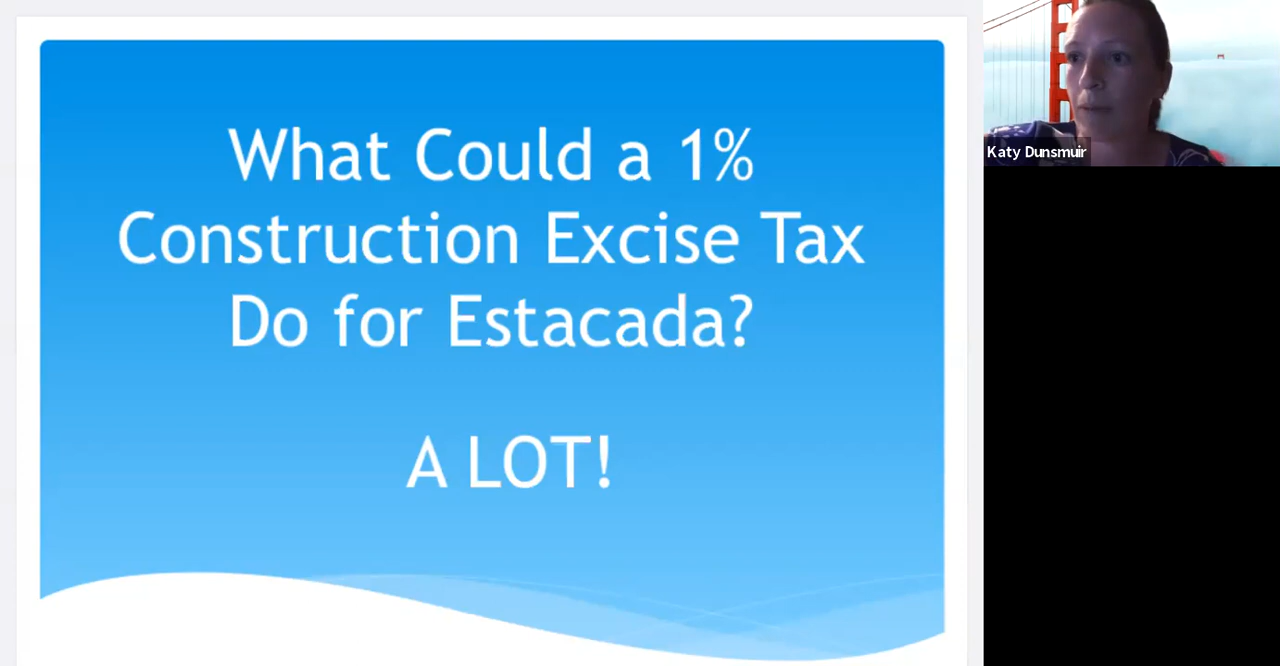 What Could a 1%
Construction Excise Tax
Do for Estacada?
A LOT!
Katy Dunsmuir